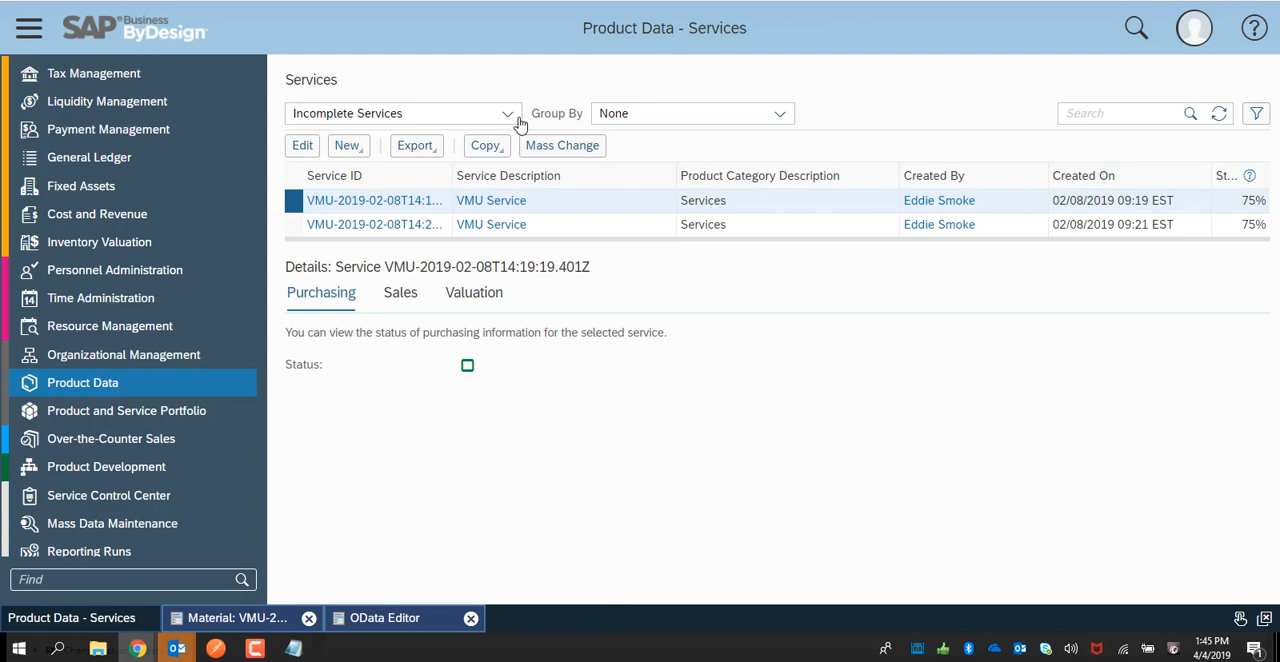 SAP Business ByDesign
Product Data - Services
Tax Management
Liquidity Management
Payment Management
General Ledger
Fixed Assets
Cost and Revenue
Inventory Valuation
Personnel Administration
Time Administration
14
Resource Management
Organizational Management
Product Data
Product and Service Portfolio
Over-the-Counter Sales
Product Development
Service Control Center
Mass Data Maintenance
Reporting Runs
Find
Services
Incomplete Services Group By None Search
Edit New Export Copy Mass Change
Service ID Service Description Product Category Description Created By Created On St...
VMU-2019-02-08T14:1... VMU Service Services Eddie Smoke 02/08/2019 09:19 EST 75%
VMU-2019-02-08T14:2... VMU Service Services Eddie Smoke 02/08/2019 09:21 EST 75%
Details: Service VMU-2019-02-08T14:19:19.401Z
Purchasing Sales Valuation
You can view the status of purchasing information for the selected service.
Status:
Product Data - Services Material: VMU-2... OData Editor
1:45 PM
4/4/2019
1